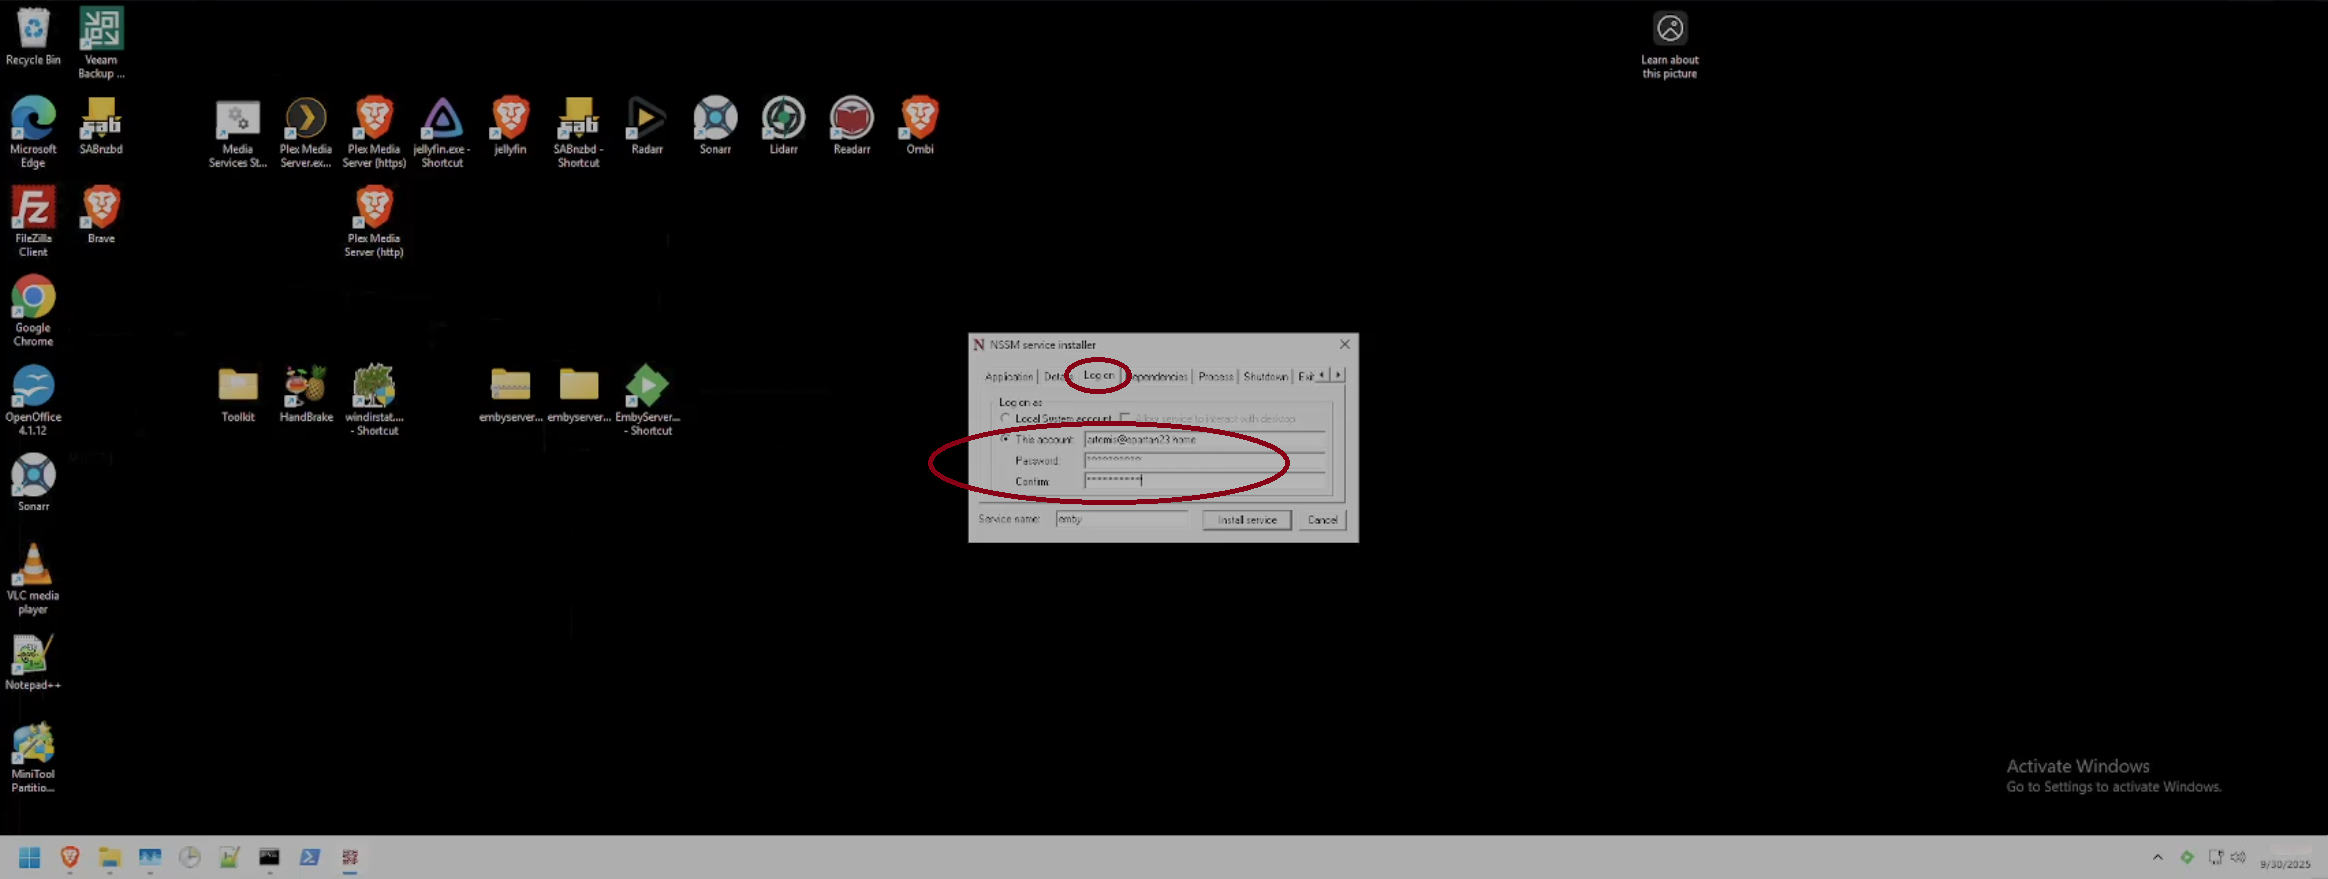 Recycle Bin
Veeam
Backup ...
Learn about
this picture
Microsoft
Edge
SABnzbd
Media
Services St...
Plex Media
Server.ex...
Plex Media
Server (https)
jellyfin.exe -
Shortcut
jellyfin
SABnzbd -
Shortcut
Radarr
Sonarr
Lidarr
Readarr
Ombi
FileZilla
Client
Brave
Plex Media
Server (http)
Google
Chrome
NSSM service installer
Application
Log on
Dependencies
Process
Shutdown
Exit
Log on as
Local System account
Allow service to interact with desktop
This account:
artemis@spartan23.home
Password:
**********
Confirm:
**********
Service name:
emby
Install service
Cancel
OpenOffice
4.1.12
Toolkit
HandBrake
windirstat....
- Shortcut
embyserver...
embyserver...
EmbyServer...
- Shortcut
Sonarr
VLC media
player
Notepad++
MiniTool
Partitio...
Activate Windows
Go to Settings to activate Windows.
9/30/2025